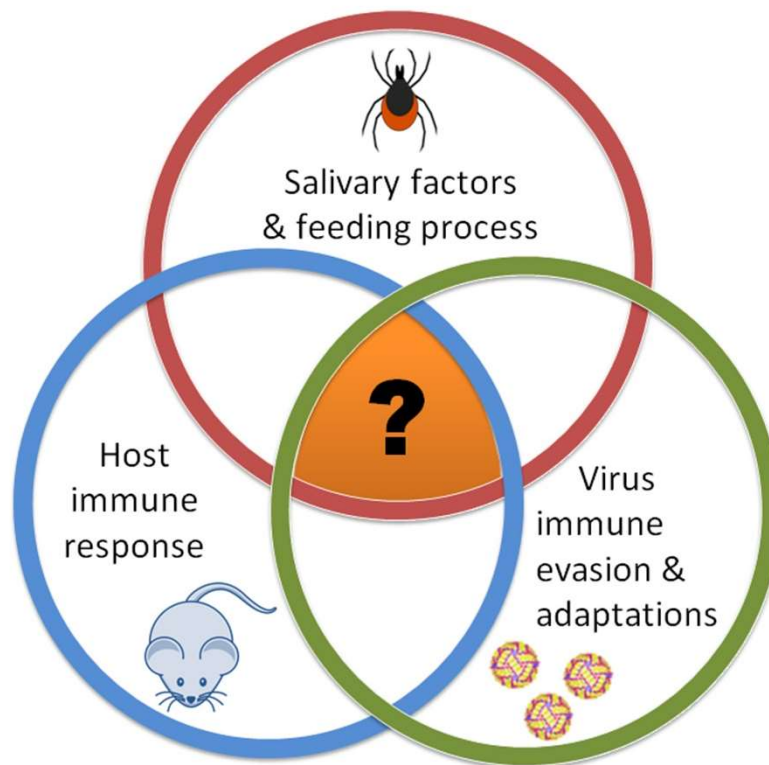 Salivary factors
& feeding process
?
Host
immune
response
Virus
immune
evasion &
adaptations